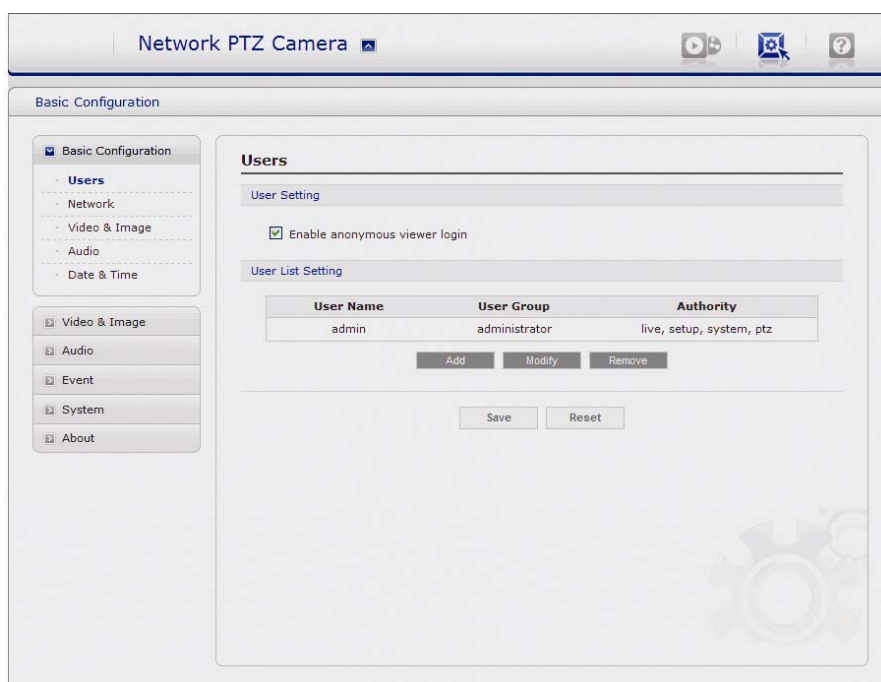 Network PTZ Camera
?
Basic Configuration
Basic Configuration
Users
Network
Video & Image
Audio
Date & Time
Video & Image
Audio
Event
System
About
Users
User Setting
Enable anonymous viewer login
User List Setting
User Name User Group Authority
admin administrator live, setup, system, ptz
Add Modify Remove
Save Reset